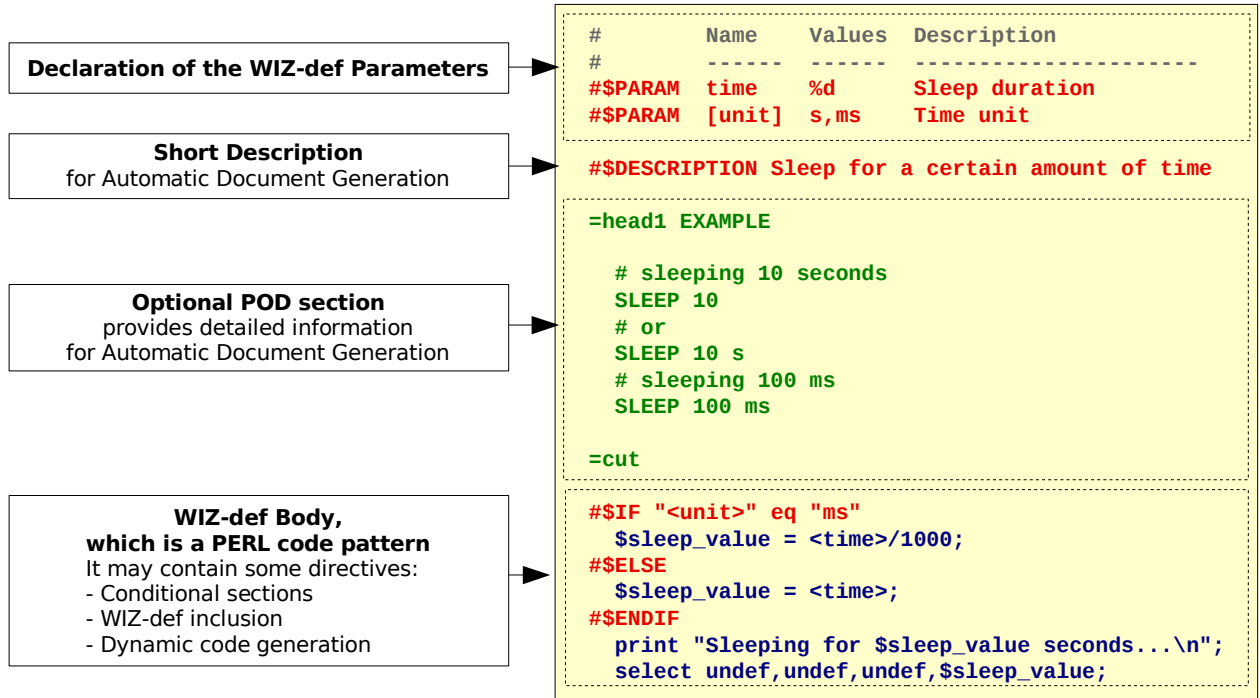 Declaration of the WIZ-def Parameters
# Name Values Description
# ------ ------ ----------------------
#$PARAM time %d Sleep duration
#$PARAM [unit] s,ms Time unit
Short Description
for Automatic Document Generation
#$DESCRIPTION Sleep for a certain amount of time
Optional POD section
provides detailed information
for Automatic Document Generation
=head1 EXAMPLE
# sleeping 10 seconds
SLEEP 10
# or
SLEEP 10 s
# sleeping 100 ms
SLEEP 100 ms
=cut
WIZ-def Body,
which is a PERL code pattern
It may contain some directives:
- Conditional sections
- WIZ-def inclusion
- Dynamic code generation
#$IF "<unit>" eq "ms"
$sleep_value = <time>/1000;
#$ELSE
$sleep_value = <time>;
#$ENDIF
print "Sleeping for $sleep_value seconds...\n";
select undef,undef,undef,$sleep_value;